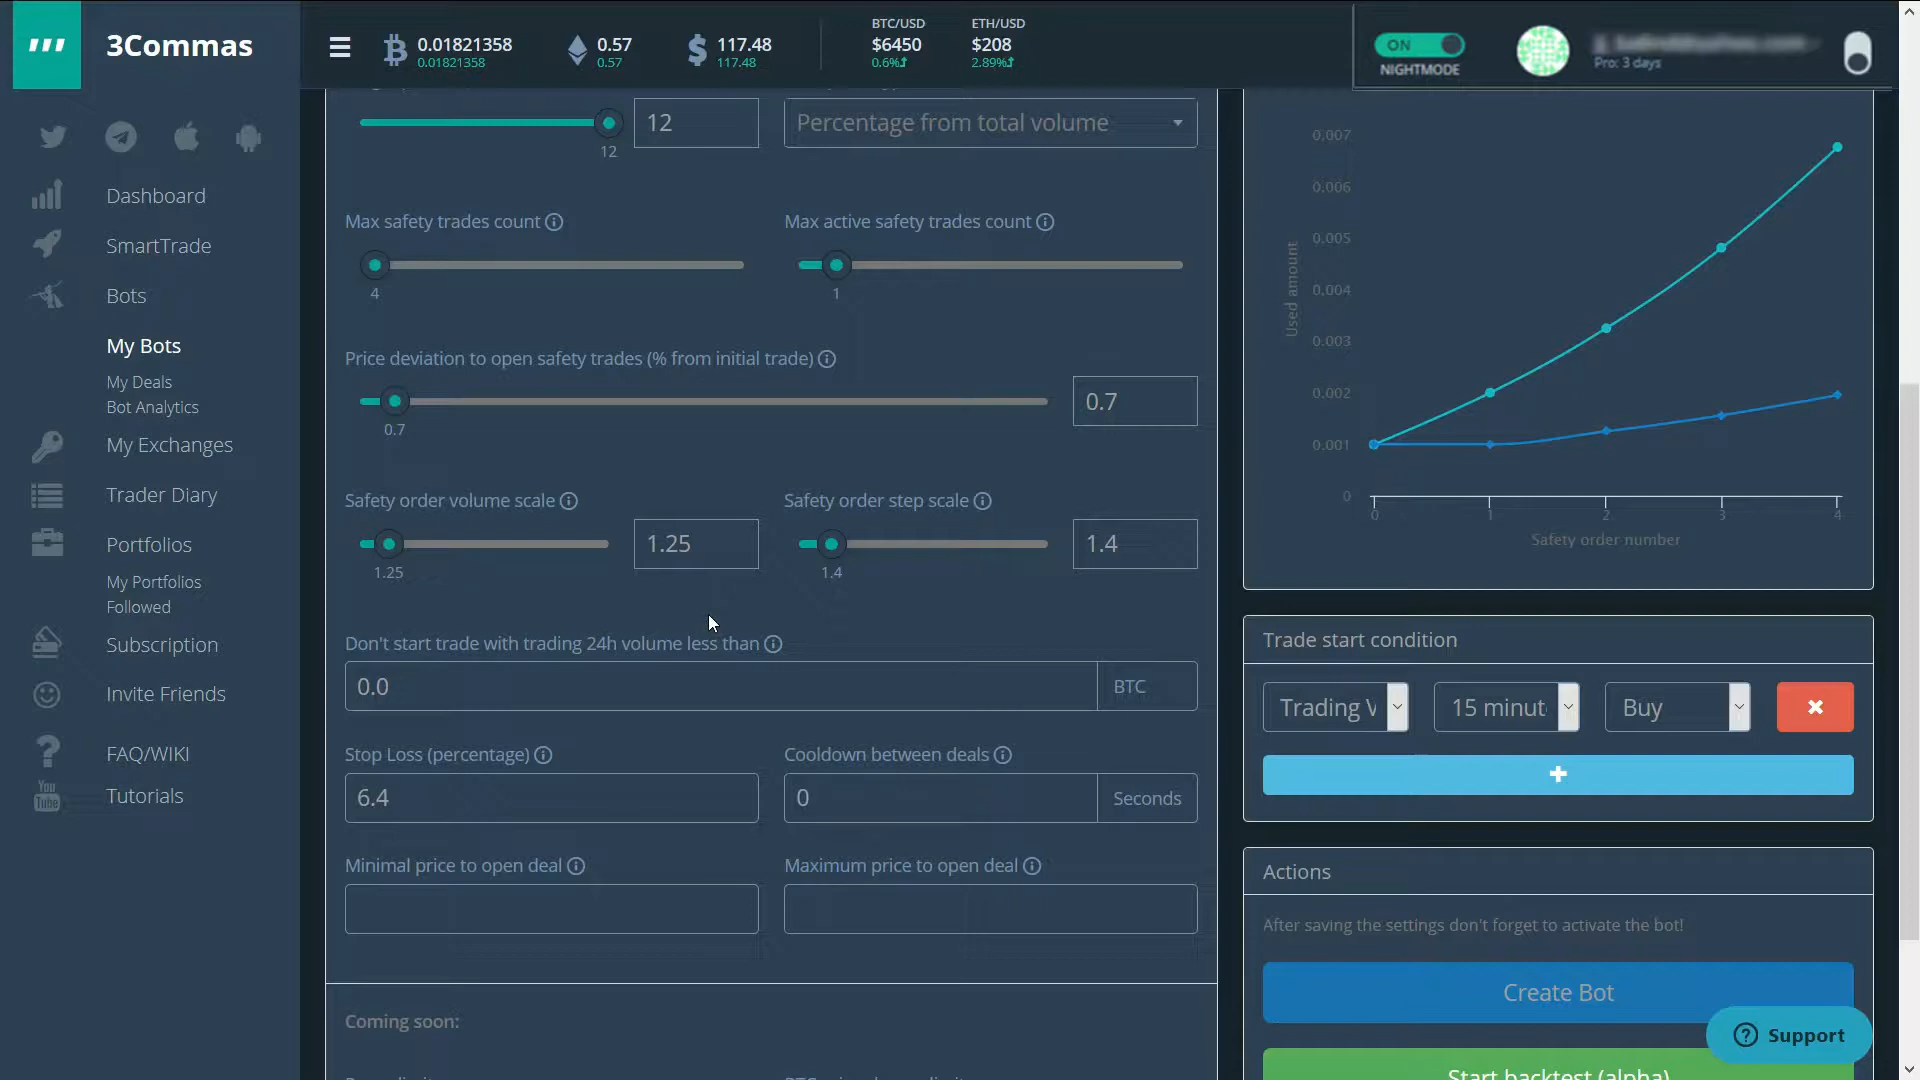 3Commas
0.01821358
0.01821358
0.57
0.57
117.48
117.48
BTC/USD
$6450
0.6%
ETH/USD
$208
2.89%
ON
NIGHTMODE
Pro: 3 days
Dashboard
SmartTrade
Bots
My Bots
My Deals
Bot Analytics
My Exchanges
Trader Diary
Portfolios
My Portfolios
Followed
Subscription
Invite Friends
FAQ/WIKI
You
Tube
Tutorials
12
12
Percentage from total volume
Max safety trades count
4
Max active safety trades count
1
Price deviation to open safety trades (% from initial trade)
0.7
0.7
Safety order volume scale
1.25
1.25
Safety order step scale
1.4
1.4
Don't start trade with trading 24h volume less than
0.0
BTC
Stop Loss (percentage)
6.4
Cooldown between deals
0
Seconds
Minimal price to open deal
Maximum price to open deal
Coming soon:
0,007
0,006
0,005
0,004
0,003
0,002
0,001
0
Used amount
0
1
2
3
4
Safety order number
Trade start condition
Trading V
15 minut
Buy
Actions
After saving the settings don't forget to activate the bot!
Create Bot
Support
Start backtest (alpha)